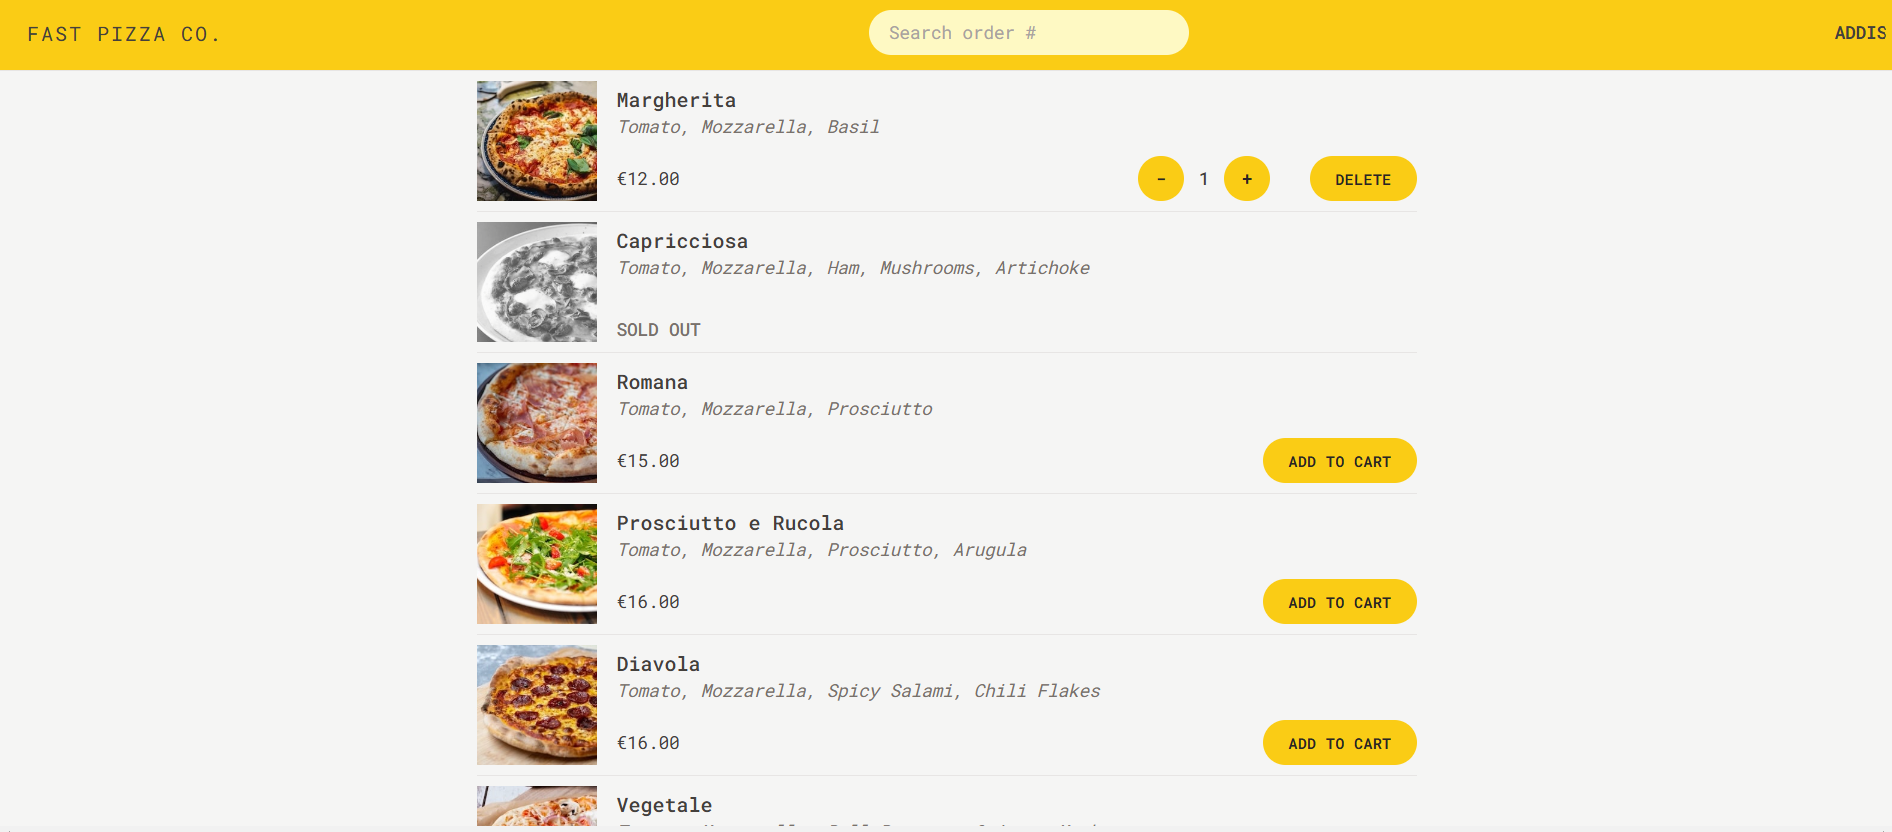 FAST PIZZA CO.
Search order #
ADDIS
Margherita
Tomato, Mozzarella, Basil
€12.00
- 1 +
DELETE
Capricciosa
Tomato, Mozzarella, Ham, Mushrooms, Artichoke
SOLD OUT
Romana
Tomato, Mozzarella, Prosciutto
€15.00
ADD TO CART
Prosciutto e Rucola
Tomato, Mozzarella, Prosciutto, Arugula
€16.00
ADD TO CART
Diavola
Tomato, Mozzarella, Spicy Salami, Chili Flakes
€16.00
ADD TO CART
Vegetale